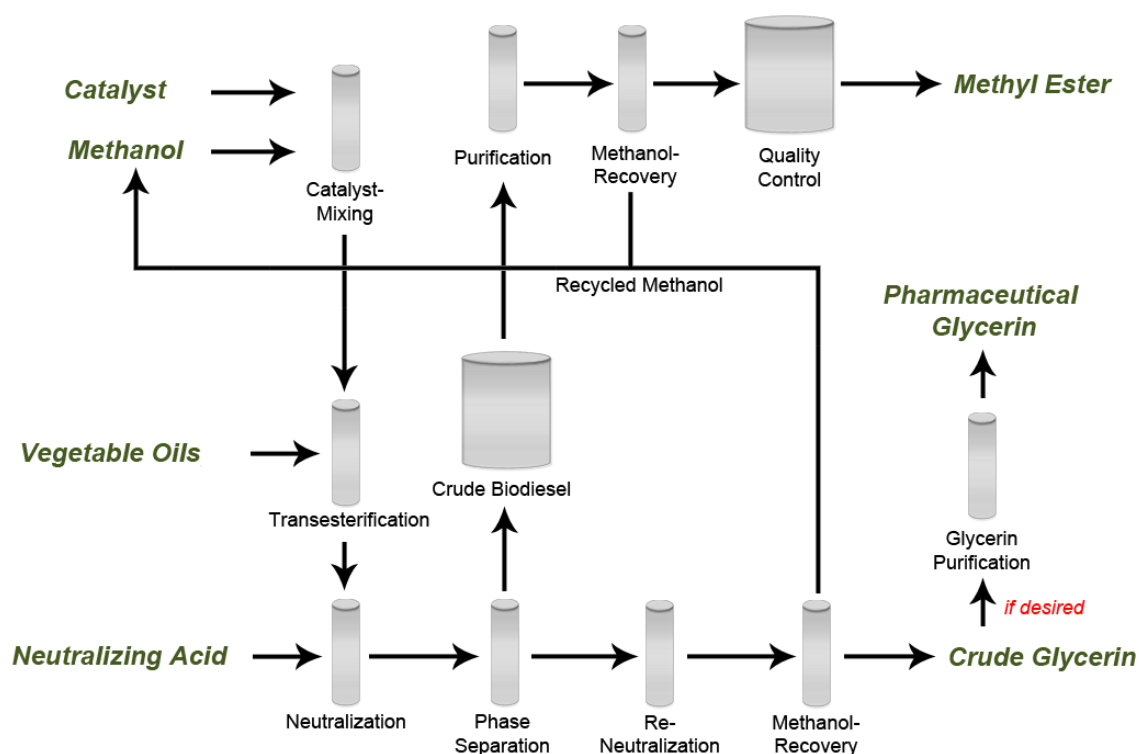 Catalyst
Methanol
Catalyst-
Mixing
Purification
Methanol-
Recovery
Quality
Control
Methyl Ester
Recycled Methanol
Pharmaceutical
Glycerin
Vegetable Oils
Transesterification
Crude Biodiesel
Glycerin
Purification
if desired
Neutralizing Acid
Neutralization
Phase
Separation
Re-
Neutralization
Methanol-
Recovery
Crude Glycerin